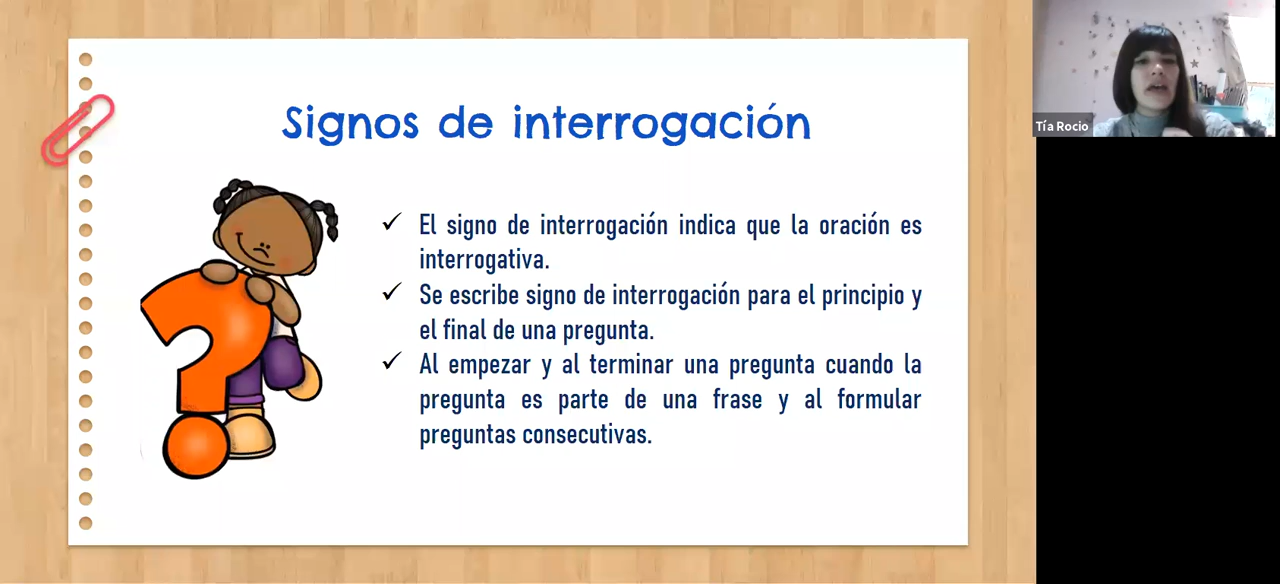 Signos de interrogación
El signo de interrogación indica que la oración es
interrogativa.
Se escribe signo de interrogación para el principio y
el final de una pregunta.
Al empezar y al terminar una pregunta cuando la
pregunta es parte de una frase y al formular
preguntas consecutivas.
Tía Rocio